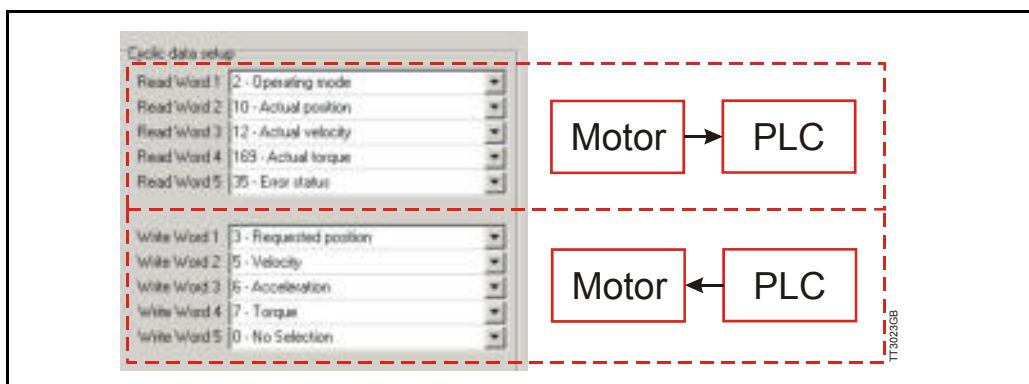 Cyclic data setup
Read Word 1 2 - Operating mode
Read Word 2 10 - Actual position
Read Word 3 12 - Actual velocity
Read Word 4 169 - Actual torque
Read Word 5 35 - Error status
Motor PLC
Write Word 1 3 - Requested position
Write Word 2 5 - Velocity
Write Word 3 6 - Acceleration
Write Word 4 7 - Torque
Write Word 5 0 - No Selection
Motor PLC
TT3023GB